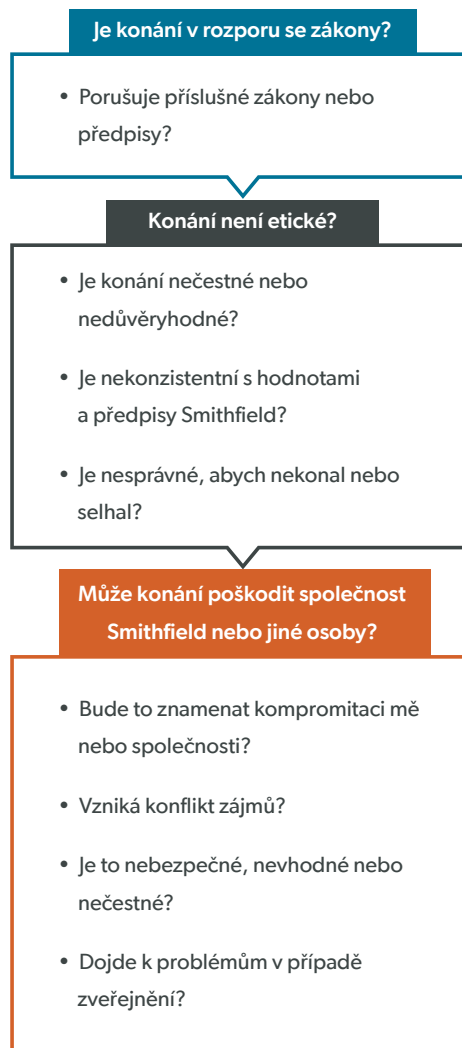 Je konání v rozporu se zákony?
• Porušuje příslušné zákony nebo
předpisy?
Konání není etické?
• Je konání nečestné nebo
nedůvěryhodné?
• Je nekonzistentní s hodnotami
a předpisy Smithfield?
• Je nesprávné, abych nekonal nebo
selhal?
Může konání poškodit společnost
Smithfield nebo jiné osoby?
• Bude to znamenat kompromitaci mě
nebo společnosti?
• Vzniká konflikt zájmů?
• Je to nebezpečné, nevhodné nebo
nečestné?
• Dojde k problémům v případě
zveřejnění?